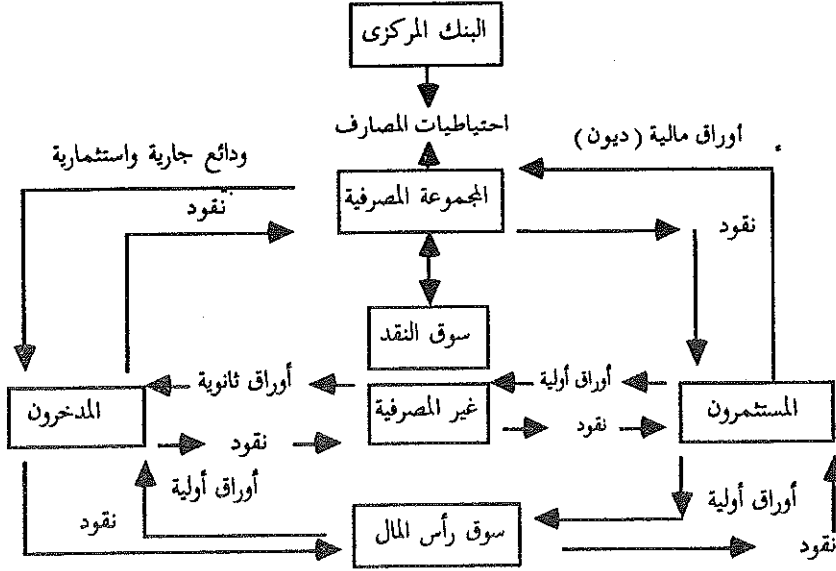 البنك المركزى
احتياطيات المصارف
أوراق مالية (ديون)
ودائع جارية واستثمارية
المجموعة المصرفية
نقود
نقود
سوق النقد
أوراق أولية
أوراق ثانوية
المستثمرون
غير المصرفية
المدخرون
نقود
نقود
أوراق أولية
أوراق أولية
سوق رأس المال
نقود
نقود